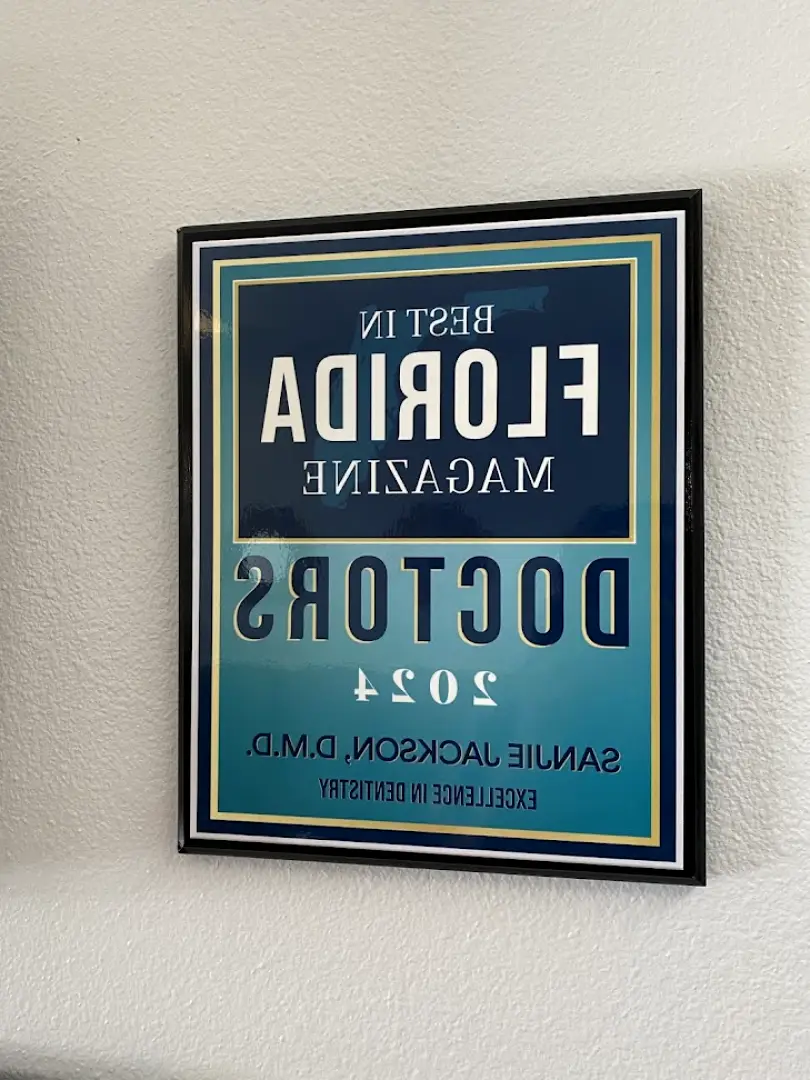 BEST IN
FLORIDA
MAGAZINE
DOCTORS
2024
SANJIE JACKSON, D.M.D.
EXCELLENCE IN DENTISTRY